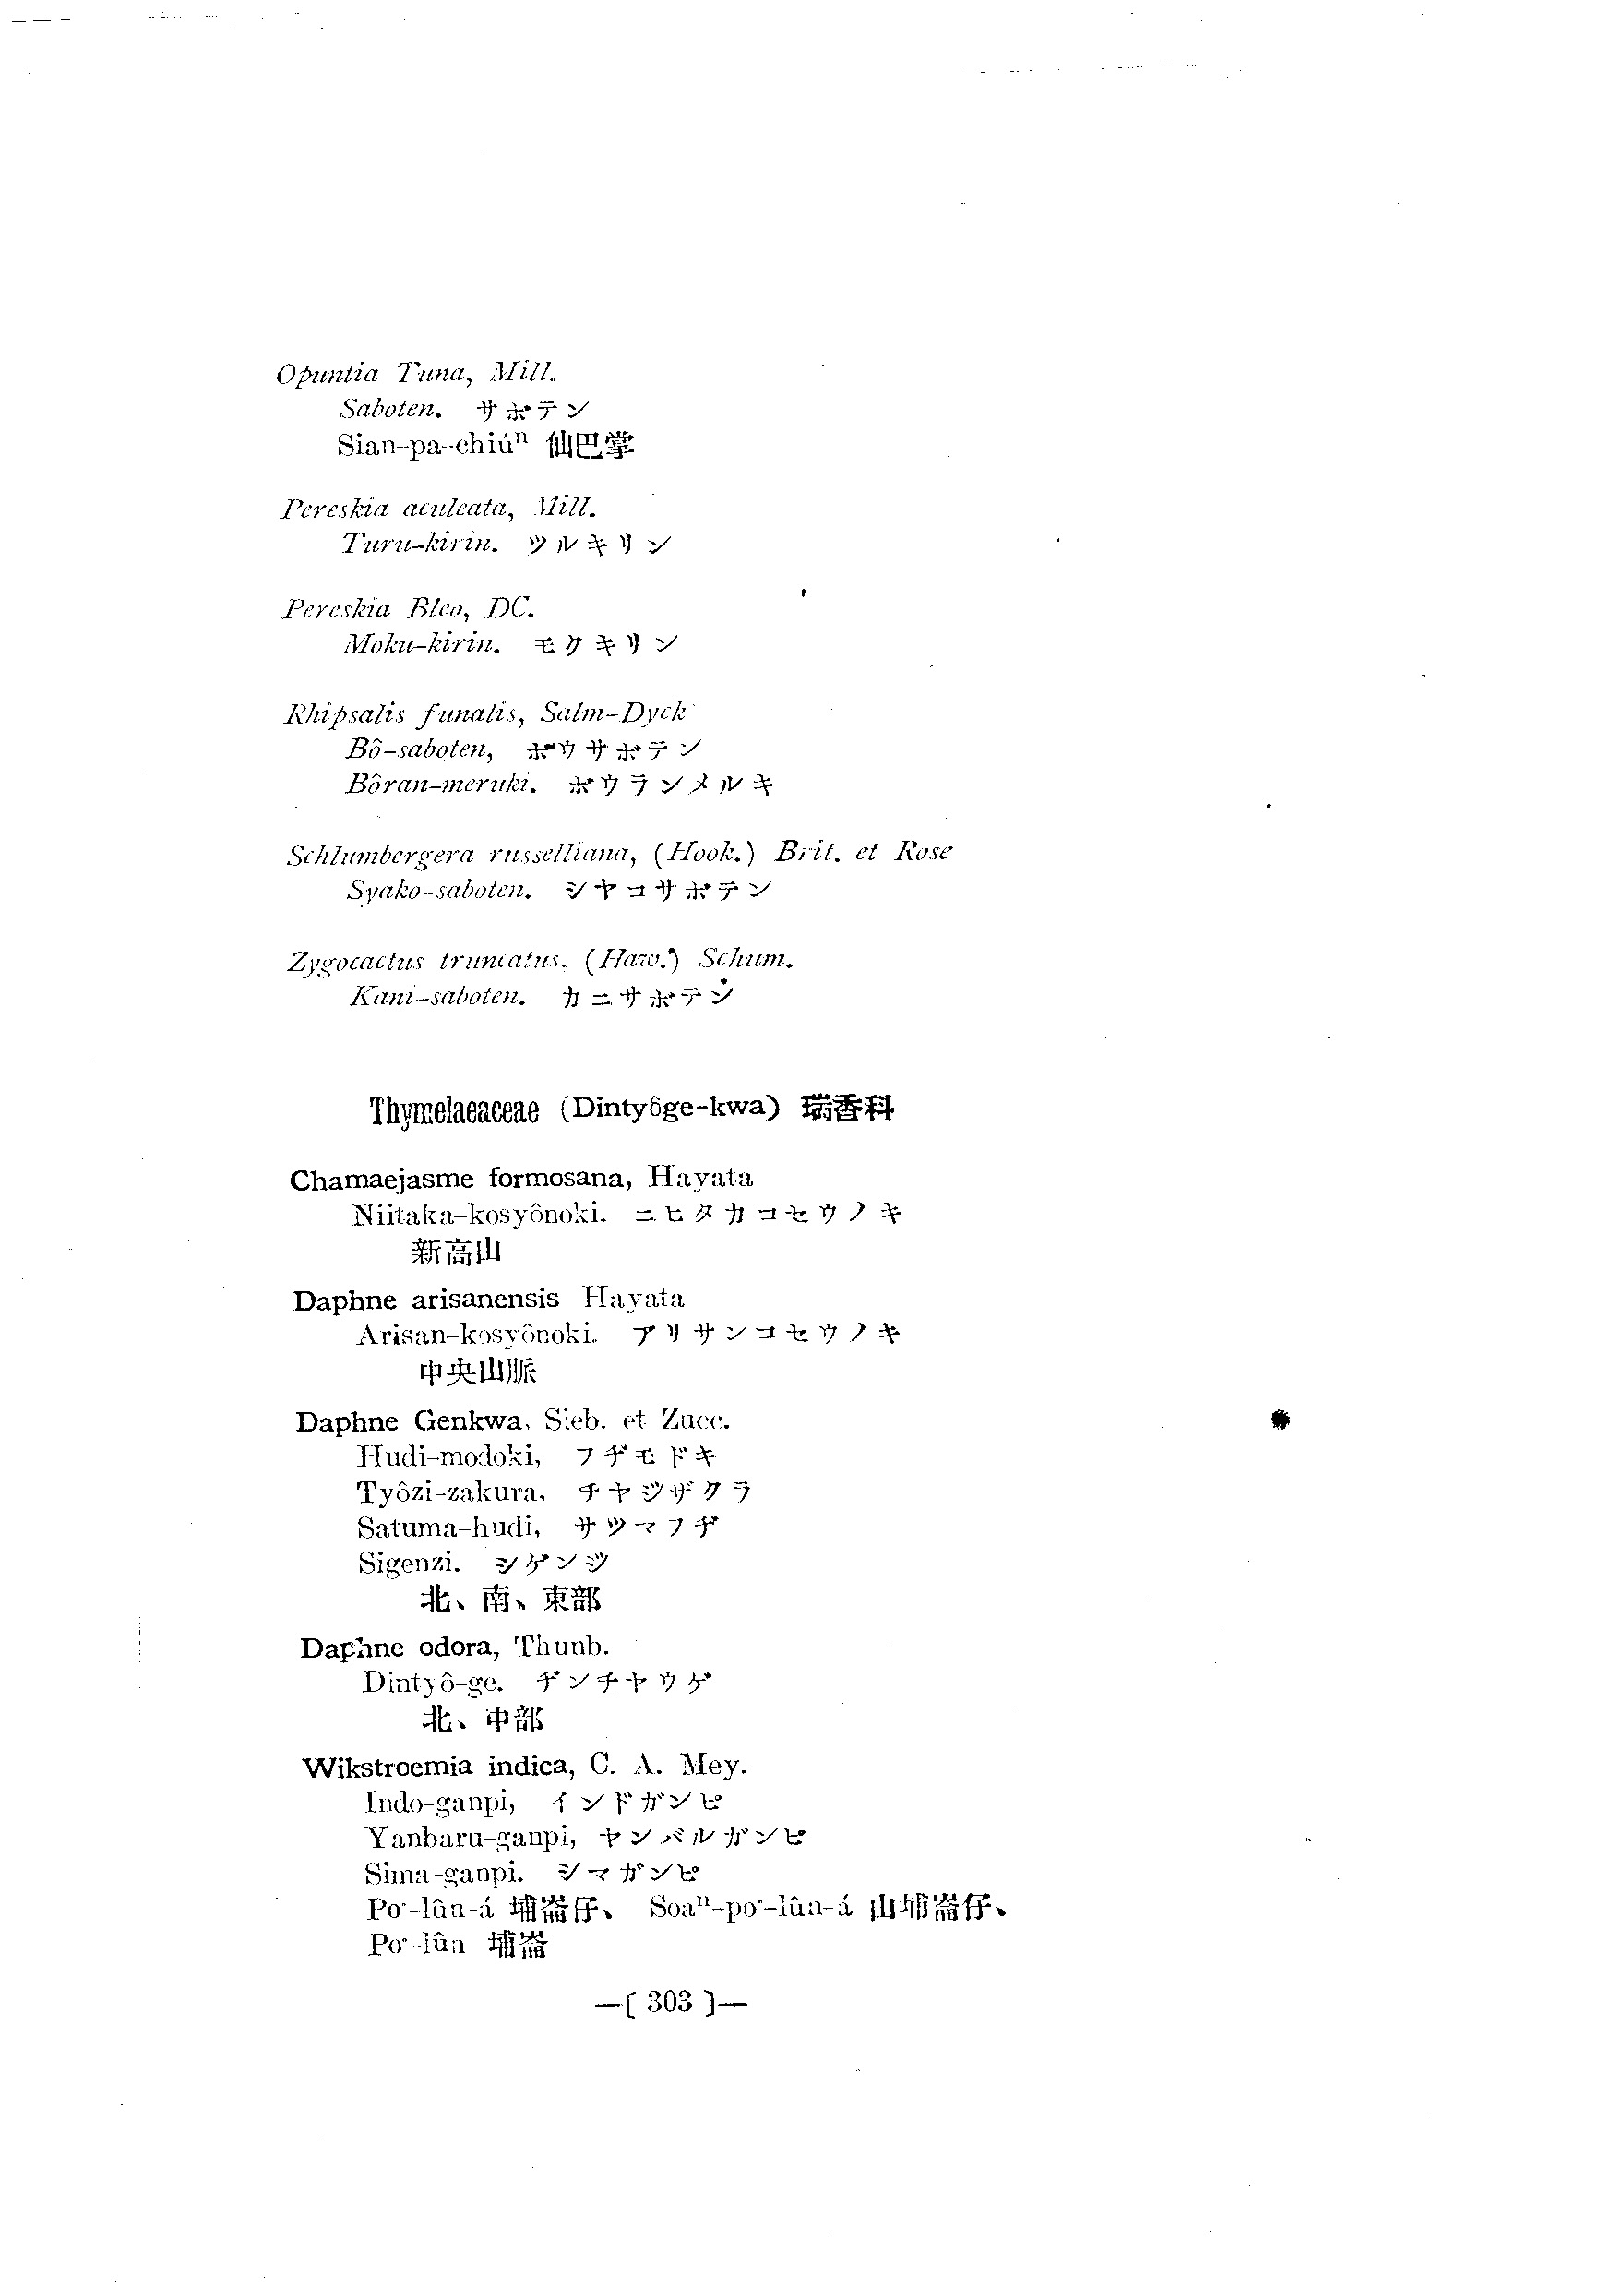 Opuntia Tuna, Mill.
Saboten. サボテン
Sian-pa-chiúⁿ 仙巴掌
Pereskia aculeata, Mill.
Turu-kirin. ツルキリン
Pereskia Bleo, DC.
Moku-kirin. モクキリン
Rhipsalis funalis, Salm-Dyck
Bô-saboten, ボウサボテン
Bôran-meruki. ボウランメルキ
Schlumbergera russelliana, (Hook.) Brit. et Rose
Syako-saboten. シヤコサボテン
Zygocactus truncatus. (Haw.) Schum.
Kani-saboten. カニサボテン
Thymelaeaceae (Dintyôge-kwa) 瑞香科
Chamaejasme formosana, Hayata
Niitaka-kosyônoki. ニヒタカコセウノキ
新高山
Daphne arisanensis Hayata
Arisan-kosyônoki. アリサンコセウノキ
中央山脈
Daphne Genkwa, Sieb. et Zucc.
Hudi-modoki, フヂモドキ
Tyôzi-zakura, チヤジザクラ
Satuma-hudi, サツマフヂ
Sigenzi. シゲンジ
北、南、東部
Daphne odora, Thunb.
Dintyô-ge. ヂンチヤウゲ
北、中部
Wikstroemia indica, C. A. Mey.
Indo-ganpi, インドガンピ
Yanbaru-ganpi, ヤンバルガンピ
Sima-ganpi. シマガンピ
Po͘-lûn-á 埔崙仔、 Soaⁿ-po͘-lûn-á 山埔崙仔、
Po͘-lûn 埔崙
—[ 303 ]—